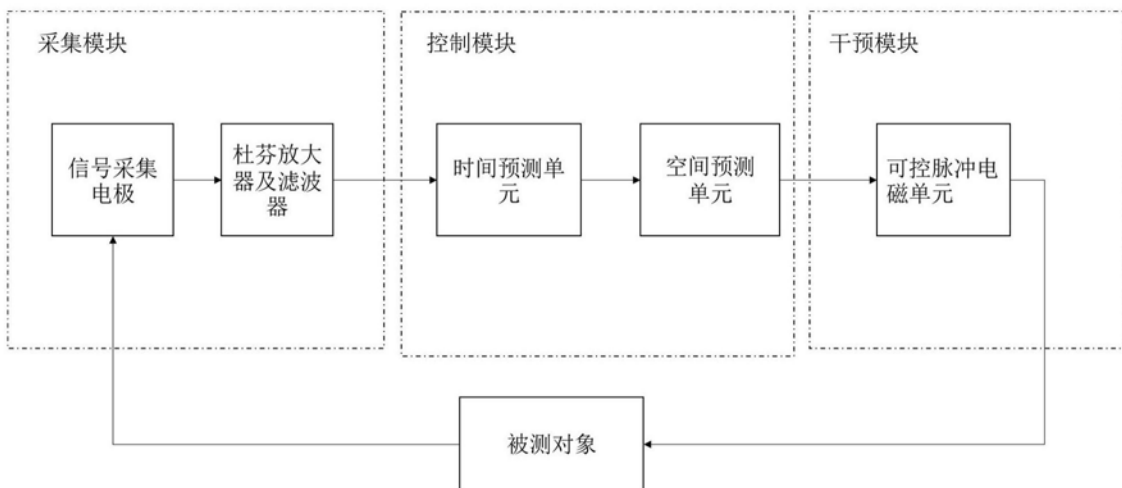 采集模块
控制模块
干预模块
信号采集
电极
杜芬放大
器及滤波
器
时间预测单
元
空间预测
单元
可控脉冲电
磁单元
被测对象